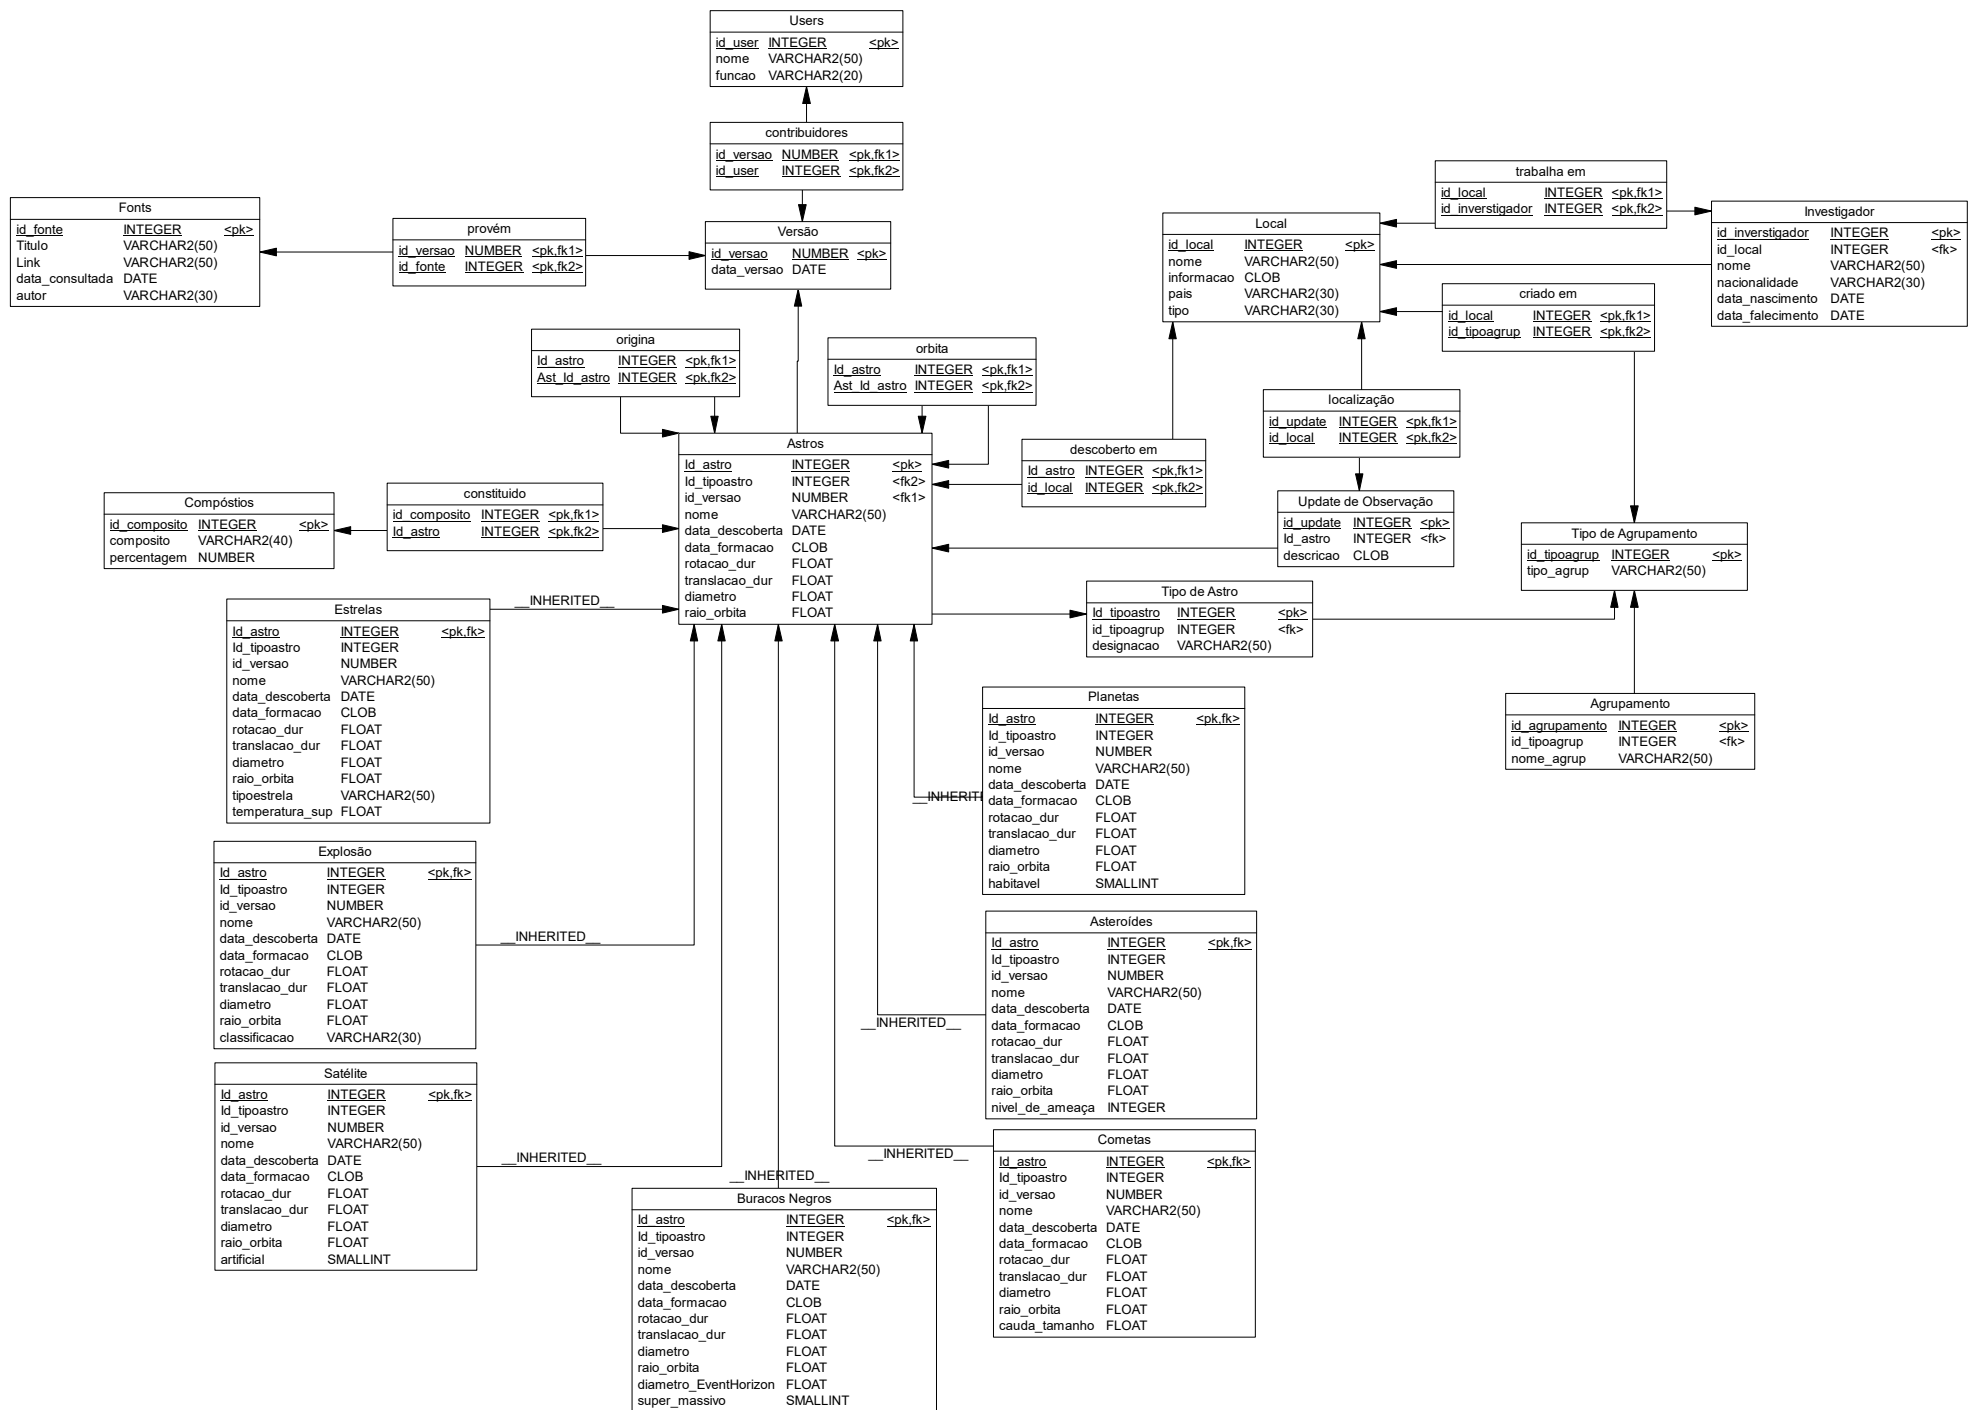 Users
id_user INTEGER <pk>
nome VARCHAR2(50)
funcao VARCHAR2(20)
contribuidores
id_versao NUMBER <pk,fk1>
id_user INTEGER <pk,fk2>
Fonts
id_fonte INTEGER <pk>
Titulo VARCHAR2(50)
Link VARCHAR2(50)
data_consultada DATE
autor VARCHAR2(30)
provém
id_versao NUMBER <pk,fk1>
id_fonte INTEGER <pk,fk2>
Versão
id_versao NUMBER <pk>
data_versao DATE
Local
id_local INTEGER <pk>
nome VARCHAR2(50)
informacao CLOB
pais VARCHAR2(30)
tipo VARCHAR2(30)
trabalha em
id_local INTEGER <pk,fk1>
id_inverstigador INTEGER <pk,fk2>
Investigador
id_inverstigador INTEGER <pk>
id_local INTEGER <fk>
nome VARCHAR2(50)
nacionalidade VARCHAR2(30)
data_nascimento DATE
data_falecimento DATE
criado em
id_local INTEGER <pk,fk1>
id_tipoagrup INTEGER <pk,fk2>
origina
Id_astro INTEGER <pk,fk1>
Ast_Id_astro INTEGER <pk,fk2>
orbita
Id_astro INTEGER <pk,fk1>
Ast_Id_astro INTEGER <pk,fk2>
localização
id_update INTEGER <pk,fk1>
id_local INTEGER <pk,fk2>
Astros
Id_astro INTEGER <pk>
Id_tipoastro INTEGER <fk2>
id_versao NUMBER <fk1>
nome VARCHAR2(50)
data_descoberta DATE
data_formacao CLOB
rotacao_dur FLOAT
translacao_dur FLOAT
diametro FLOAT
raio_orbita FLOAT
descoberto em
Id_astro INTEGER <pk,fk1>
id_local INTEGER <pk,fk2>
Compóstios
id_composito INTEGER <pk>
composito VARCHAR2(40)
percentagem NUMBER
constituido
id_composito INTEGER <pk,fk1>
Id_astro INTEGER <pk,fk2>
Update de Observação
id_update INTEGER <pk>
Id_astro INTEGER <fk>
descricao CLOB
Tipo de Agrupamento
id_tipoagrup INTEGER <pk>
tipo_agrup VARCHAR2(50)
Tipo de Astro
Id_tipoastro INTEGER <pk>
id_tipoagrup INTEGER <fk>
designacao VARCHAR2(50)
Estrelas
Id_astro INTEGER <pk,fk>
Id_tipoastro INTEGER
id_versao NUMBER
nome VARCHAR2(50)
data_descoberta DATE
data_formacao CLOB
rotacao_dur FLOAT
translacao_dur FLOAT
diametro FLOAT
raio_orbita FLOAT
tipoestrela VARCHAR2(50)
temperatura_sup FLOAT
__INHERITED__
Planetas
Id_astro INTEGER <pk,fk>
Id_tipoastro INTEGER
id_versao NUMBER
nome VARCHAR2(50)
data_descoberta DATE
data_formacao CLOB
rotacao_dur FLOAT
translacao_dur FLOAT
diametro FLOAT
raio_orbita FLOAT
habitavel SMALLINT
__INHERIT
Agrupamento
id_agrupamento INTEGER <pk>
id_tipoagrup INTEGER <fk>
nome_agrup VARCHAR2(50)
Explosão
Id_astro INTEGER <pk,fk>
Id_tipoastro INTEGER
id_versao NUMBER
nome VARCHAR2(50)
data_descoberta DATE
data_formacao CLOB
rotacao_dur FLOAT
translacao_dur FLOAT
diametro FLOAT
raio_orbita FLOAT
classificacao VARCHAR2(30)
__INHERITED__
Asteroídes
Id_astro INTEGER <pk,fk>
Id_tipoastro INTEGER
id_versao NUMBER
nome VARCHAR2(50)
data_descoberta DATE
data_formacao CLOB
rotacao_dur FLOAT
translacao_dur FLOAT
diametro FLOAT
raio_orbita FLOAT
nivel_de_ameaça INTEGER
__INHERITED__
Satélite
Id_astro INTEGER <pk,fk>
Id_tipoastro INTEGER
id_versao NUMBER
nome VARCHAR2(50)
data_descoberta DATE
data_formacao CLOB
rotacao_dur FLOAT
translacao_dur FLOAT
diametro FLOAT
raio_orbita FLOAT
artificial SMALLINT
__INHERITED__
__INHERITED__
Buracos Negros
Id_astro INTEGER <pk,fk>
Id_tipoastro INTEGER
id_versao NUMBER
nome VARCHAR2(50)
data_descoberta DATE
data_formacao CLOB
rotacao_dur FLOAT
translacao_dur FLOAT
diametro FLOAT
raio_orbita FLOAT
diametro_EventHorizon FLOAT
super_massivo SMALLINT
__INHERITED__
Cometas
Id_astro INTEGER <pk,fk>
Id_tipoastro INTEGER
id_versao NUMBER
nome VARCHAR2(50)
data_descoberta DATE
data_formacao CLOB
rotacao_dur FLOAT
translacao_dur FLOAT
diametro FLOAT
raio_orbita FLOAT
cauda_tamanho FLOAT